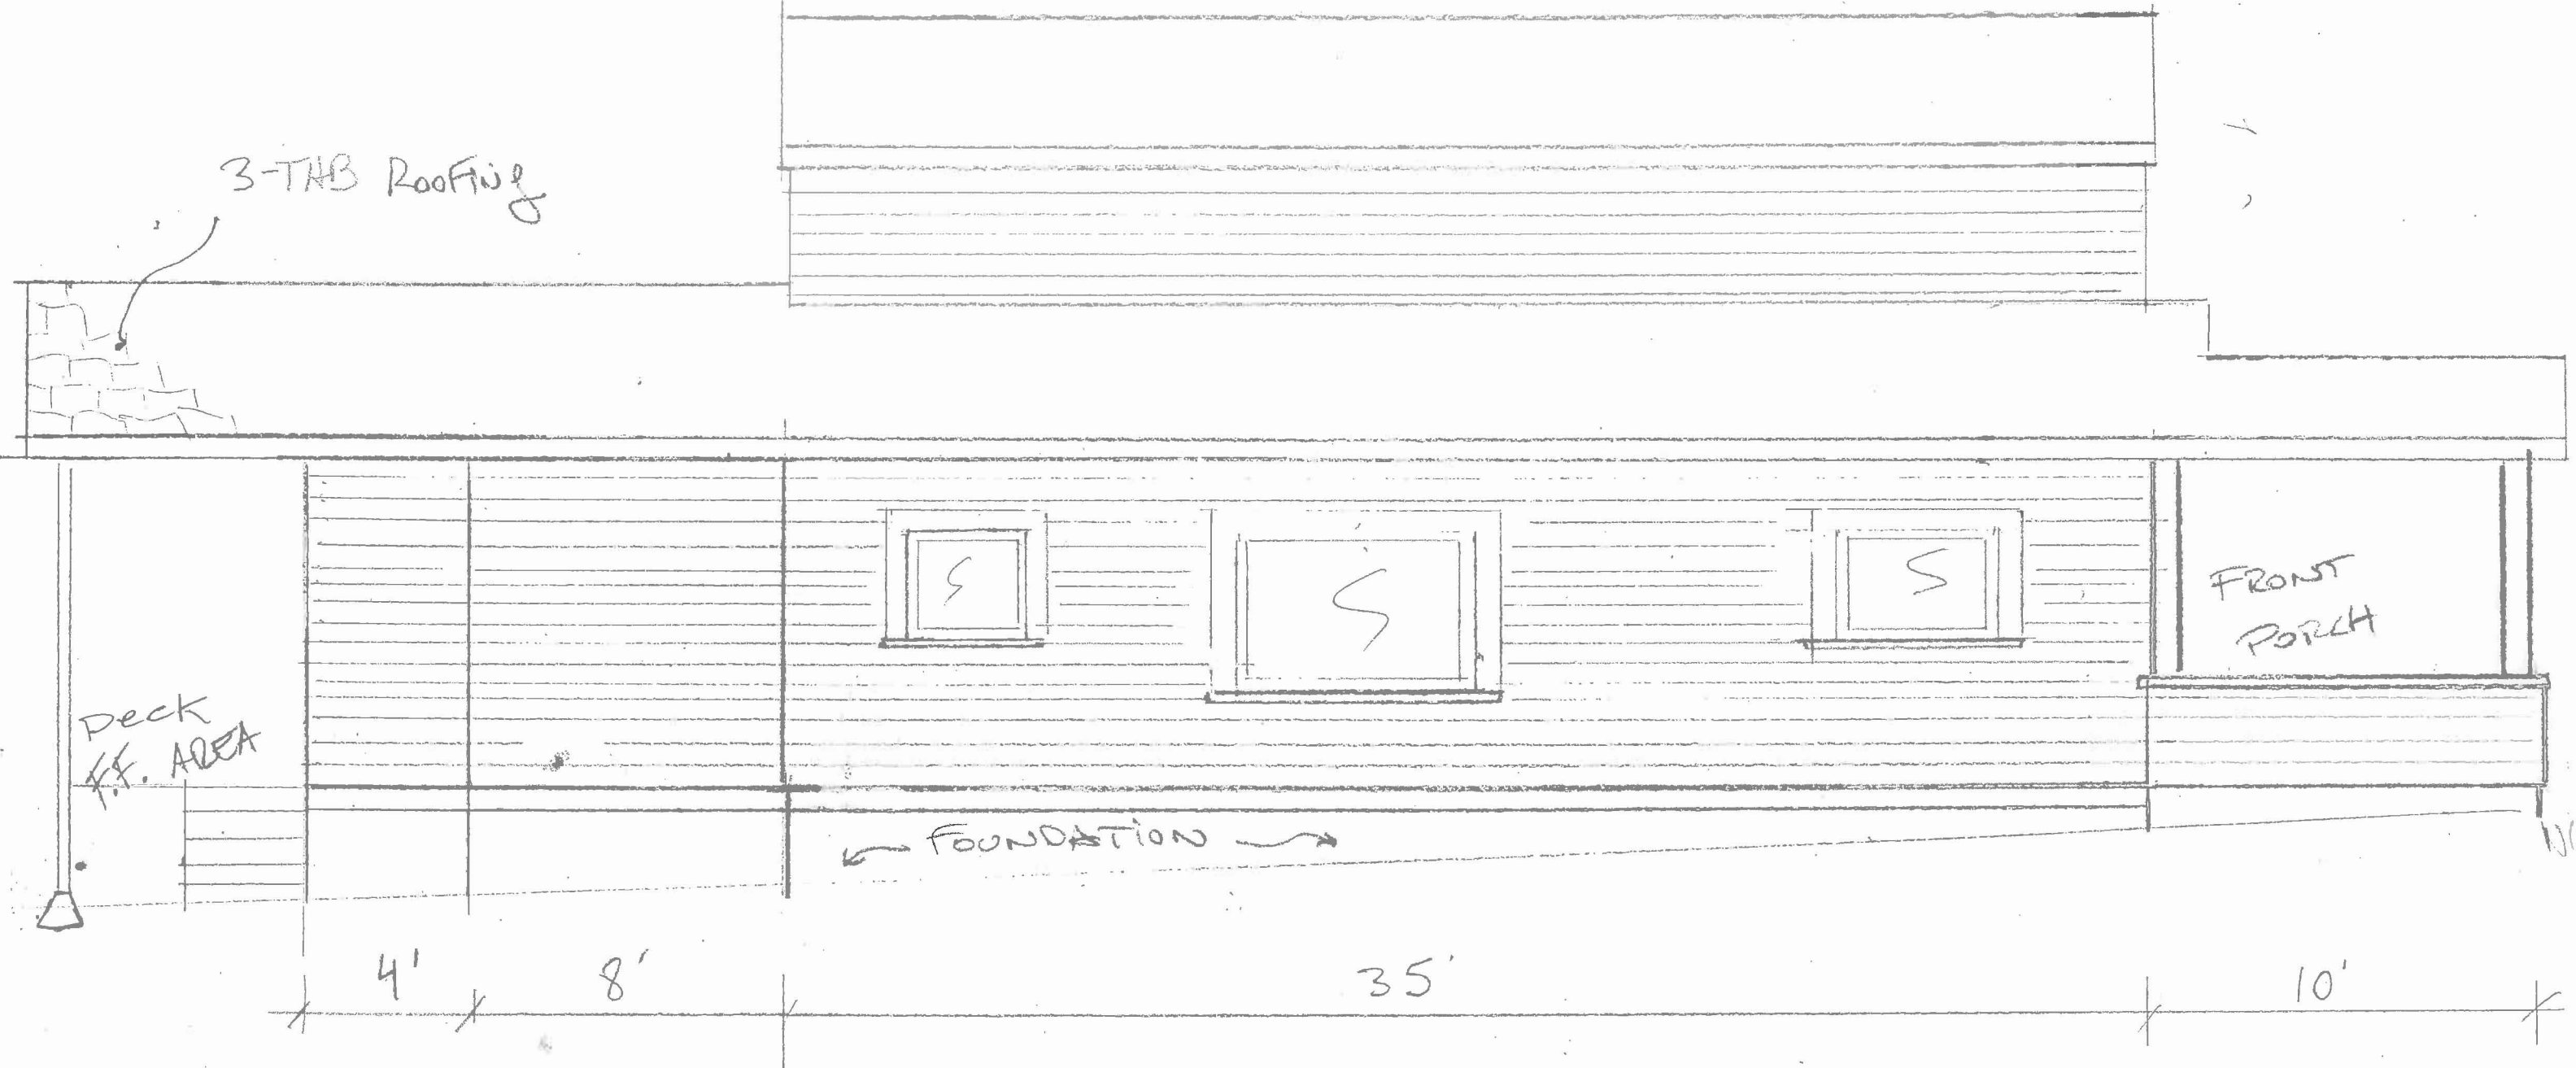 3-TAB Roofing
FRONT
PORCH
Deck
F.F. AREA
FOUNDATION
4'
8'
35'
10'
S
S
S